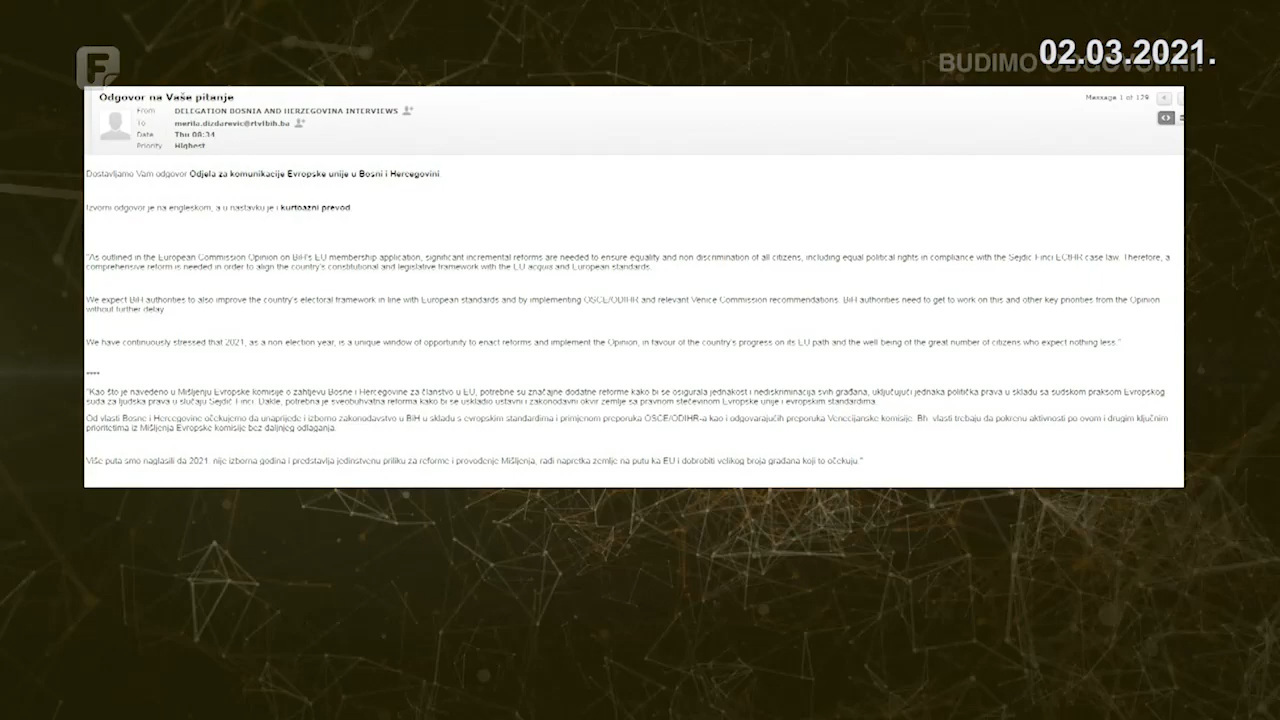 BUDIMO ODGOVORNI!
02.03.2021.
Odgovor na Vaše pitanje
Message 1 of 129
From DELEGATION BOSNIA AND HERZEGOVINA INTERVIEWS
To merila.dizdarevic@rtvfbih.ba
Date Thu 08:34
Priority Highest
Dostavljamo Vam odgovor Odjela za komunikacije Evropske unije u Bosni i Hercegovini
Izvorni odgovor je na engleskom, a u nastavku je i kurtoazni prevod
"As outlined in the European Commission Opinion on BiH's EU membership application, significant incremental reforms are needed to ensure equality and non discrimination of all citizens, including equal political rights in compliance with the Sejdic Finci ECtHR case law. Therefore, a
comprehensive reform is needed in order to align the country's constitutional and legislative framework with the EU acquis and European standards.
We expect BiH authorities to also improve the country's electoral framework in line with European standards and by implementing OSCE/ODIHR and relevant Venice Commission recommendations. BiH authorities need to get to work on this and other key priorities from the Opinion
without further delay
We have continuously stressed that 2021, as a non election year, is a unique window of opportunity to enact reforms and implement the Opinion, in favour of the country's progress on its EU path and the well being of the great number of citizens who expect nothing less."
****
"Kao što je navedeno u Mišljenju Evropske komisije o zahtjevu Bosne i Hercegovine za članstvo u EU, potrebne su značajne dodatne reforme kako bi se osigurala jednakost i nediskriminacija svih građana, uključujući jednaka politička prava u skladu sa sudskom praksom Evropskog
suda za ljudska prava u slučaju Sejdić Finci. Dakle, potrebna je sveobuhvatna reforma kako bi se uskladio ustavni i zakonodavni okvir zemlje sa pravnom stečevinom Evropske unije i evropskim standardima.
Od vlasti Bosne i Hercegovine očekujemo da unaprijede i izborno zakonodavstvo u BiH u skladu s evropskim standardima i primjenom preporuka OSCE/ODIHR-a kao i odgovarajućih preporuka Venecijanske komisije. Bh vlasti trebaju da pokrenu aktivnosti po ovom i drugim ključnim
prioritetima iz Mišljenja Evropske komisije bez daljnjeg odlaganja.
Više puta smo naglasili da 2021 nije izborna godina i predstavlja jedinstvenu priliku za reforme i provođenje Mišljenja, radi napretka zemlje na putu ka EU i dobrobiti velikog broja građana koji to očekuju."